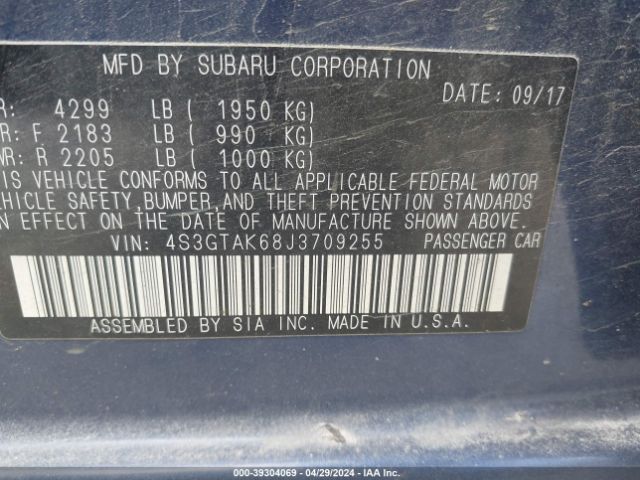 MFD BY SUBARU CORPORATION
DATE: 09/17
R: 4299 LB ( 1950 KG)
R: F 2183 LB ( 990 KG)
WR: R 2205 LB ( 1000 KG)
IS VEHICLE CONFORMS TO ALL APPLICABLE FEDERAL MOTOR
VEHICLE SAFETY,BUMPER,AND THEFT PREVENTION STANDARDS
N EFFECT ON THE DATE OF MANUFACTURE SHOWN ABOVE.
VIN: 4S3GTAK68J3709255 PASSENGER CAR
ASSEMBLED BY SIA INC. MADE IN U.S.A.
000-39304069 - 04/29/2024 - IAA Inc.